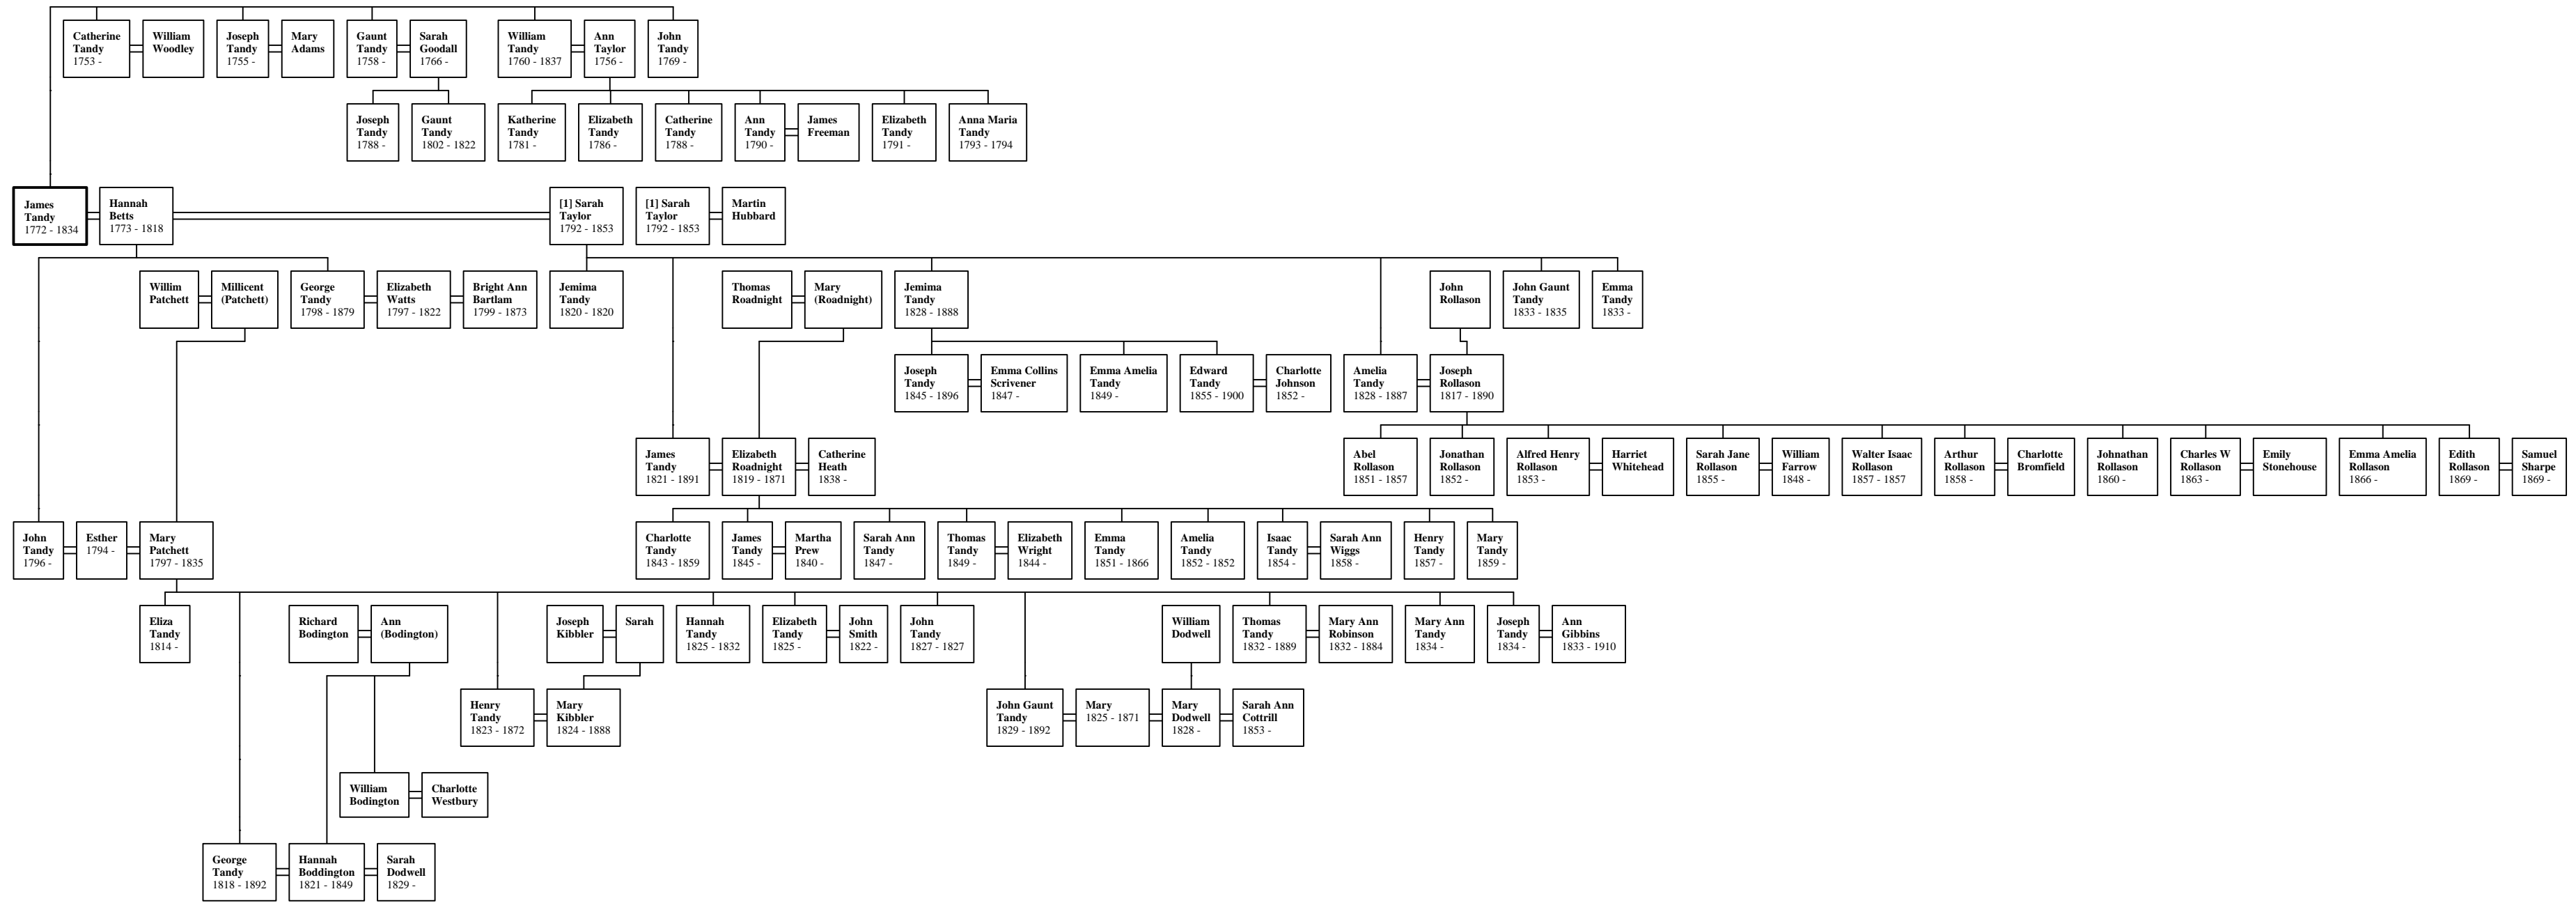 Catherine
Tandy
1753 -
William
Woodley
Joseph
Tandy
1755 -
Mary
Adams
Gaunt
Tandy
1758 -
Sarah
Goodall
1766 -
William
Tandy
1760 - 1837
Ann
Taylor
1756 -
John
Tandy
1769 -
Joseph
Tandy
1788 -
Gaunt
Tandy
1802 - 1822
Katherine
Tandy
1781 -
Elizabeth
Tandy
1786 -
Catherine
Tandy
1788 -
Ann
Tandy
1790 -
James
Freeman
Elizabeth
Tandy
1791 -
Anna Maria
Tandy
1793 - 1794
James
Tandy
1772 - 1834
Hannah
Betts
1773 - 1818
[1] Sarah
Taylor
1792 - 1853
[1] Sarah
Taylor
1792 - 1853
Martin
Hubbard
Willim
Patchett
Millicent
(Patchett)
George
Tandy
1798 - 1879
Elizabeth
Watts
1797 - 1822
Bright Ann
Bartlam
1799 - 1873
Jemima
Tandy
1820 - 1820
Thomas
Roadnight
Mary
(Roadnight)
Jemima
Tandy
1828 - 1888
John
Rollason
John Gaunt
Tandy
1833 - 1835
Emma
Tandy
1833 -
Joseph
Tandy
1845 - 1896
Emma Collins
Scrivener
1847 -
Emma Amelia
Tandy
1849 -
Edward
Tandy
1855 - 1900
Charlotte
Johnson
1852 -
Amelia
Tandy
1828 - 1887
Joseph
Rollason
1817 - 1890
James
Tandy
1821 - 1891
Elizabeth
Roadnight
1819 - 1871
Catherine
Heath
1838 -
Abel
Rollason
1851 - 1857
Jonathan
Rollason
1852 -
Alfred Henry
Rollason
1853 -
Harriet
Whitehead
Sarah Jane
Rollason
1855 -
William
Farrow
1848 -
Walter Isaac
Rollason
1857 - 1857
Arthur
Rollason
1858 -
Charlotte
Bromfield
Johnathan
Rollason
1860 -
Charles W
Rollason
1863 -
Emily
Stonehouse
Emma Amelia
Rollason
1866 -
Edith
Rollason
1869 -
Samuel
Sharpe
1869 -
John
Tandy
1796 -
Esther
1794 -
Mary
Patchett
1797 - 1835
Charlotte
Tandy
1843 - 1859
James
Tandy
1845 -
Martha
Prew
1840 -
Sarah Ann
Tandy
1847 -
Thomas
Tandy
1849 -
Elizabeth
Wright
1844 -
Emma
Tandy
1851 - 1866
Amelia
Tandy
1852 - 1852
Isaac
Tandy
1854 -
Sarah Ann
Wiggs
1858 -
Henry
Tandy
1857 -
Mary
Tandy
1859 -
Eliza
Tandy
1814 -
Richard
Bodington
Ann
(Bodington)
Joseph
Kibbler
Sarah
Hannah
Tandy
1825 - 1832
Elizabeth
Tandy
1825 -
John
Smith
1822 -
John
Tandy
1827 - 1827
William
Dodwell
Thomas
Tandy
1832 - 1889
Mary Ann
Robinson
1832 - 1884
Mary Ann
Tandy
1834 -
Joseph
Tandy
1834 -
Ann
Gibbins
1833 - 1910
Henry
Tandy
1823 - 1872
Mary
Kibbler
1824 - 1888
John Gaunt
Tandy
1829 - 1892
Mary
1825 - 1871
Mary
Dodwell
1828 -
Sarah Ann
Cottrill
1853 -
William
Bodington
Charlotte
Westbury
George
Tandy
1818 - 1892
Hannah
Boddington
1821 - 1849
Sarah
Dodwell
1829 -